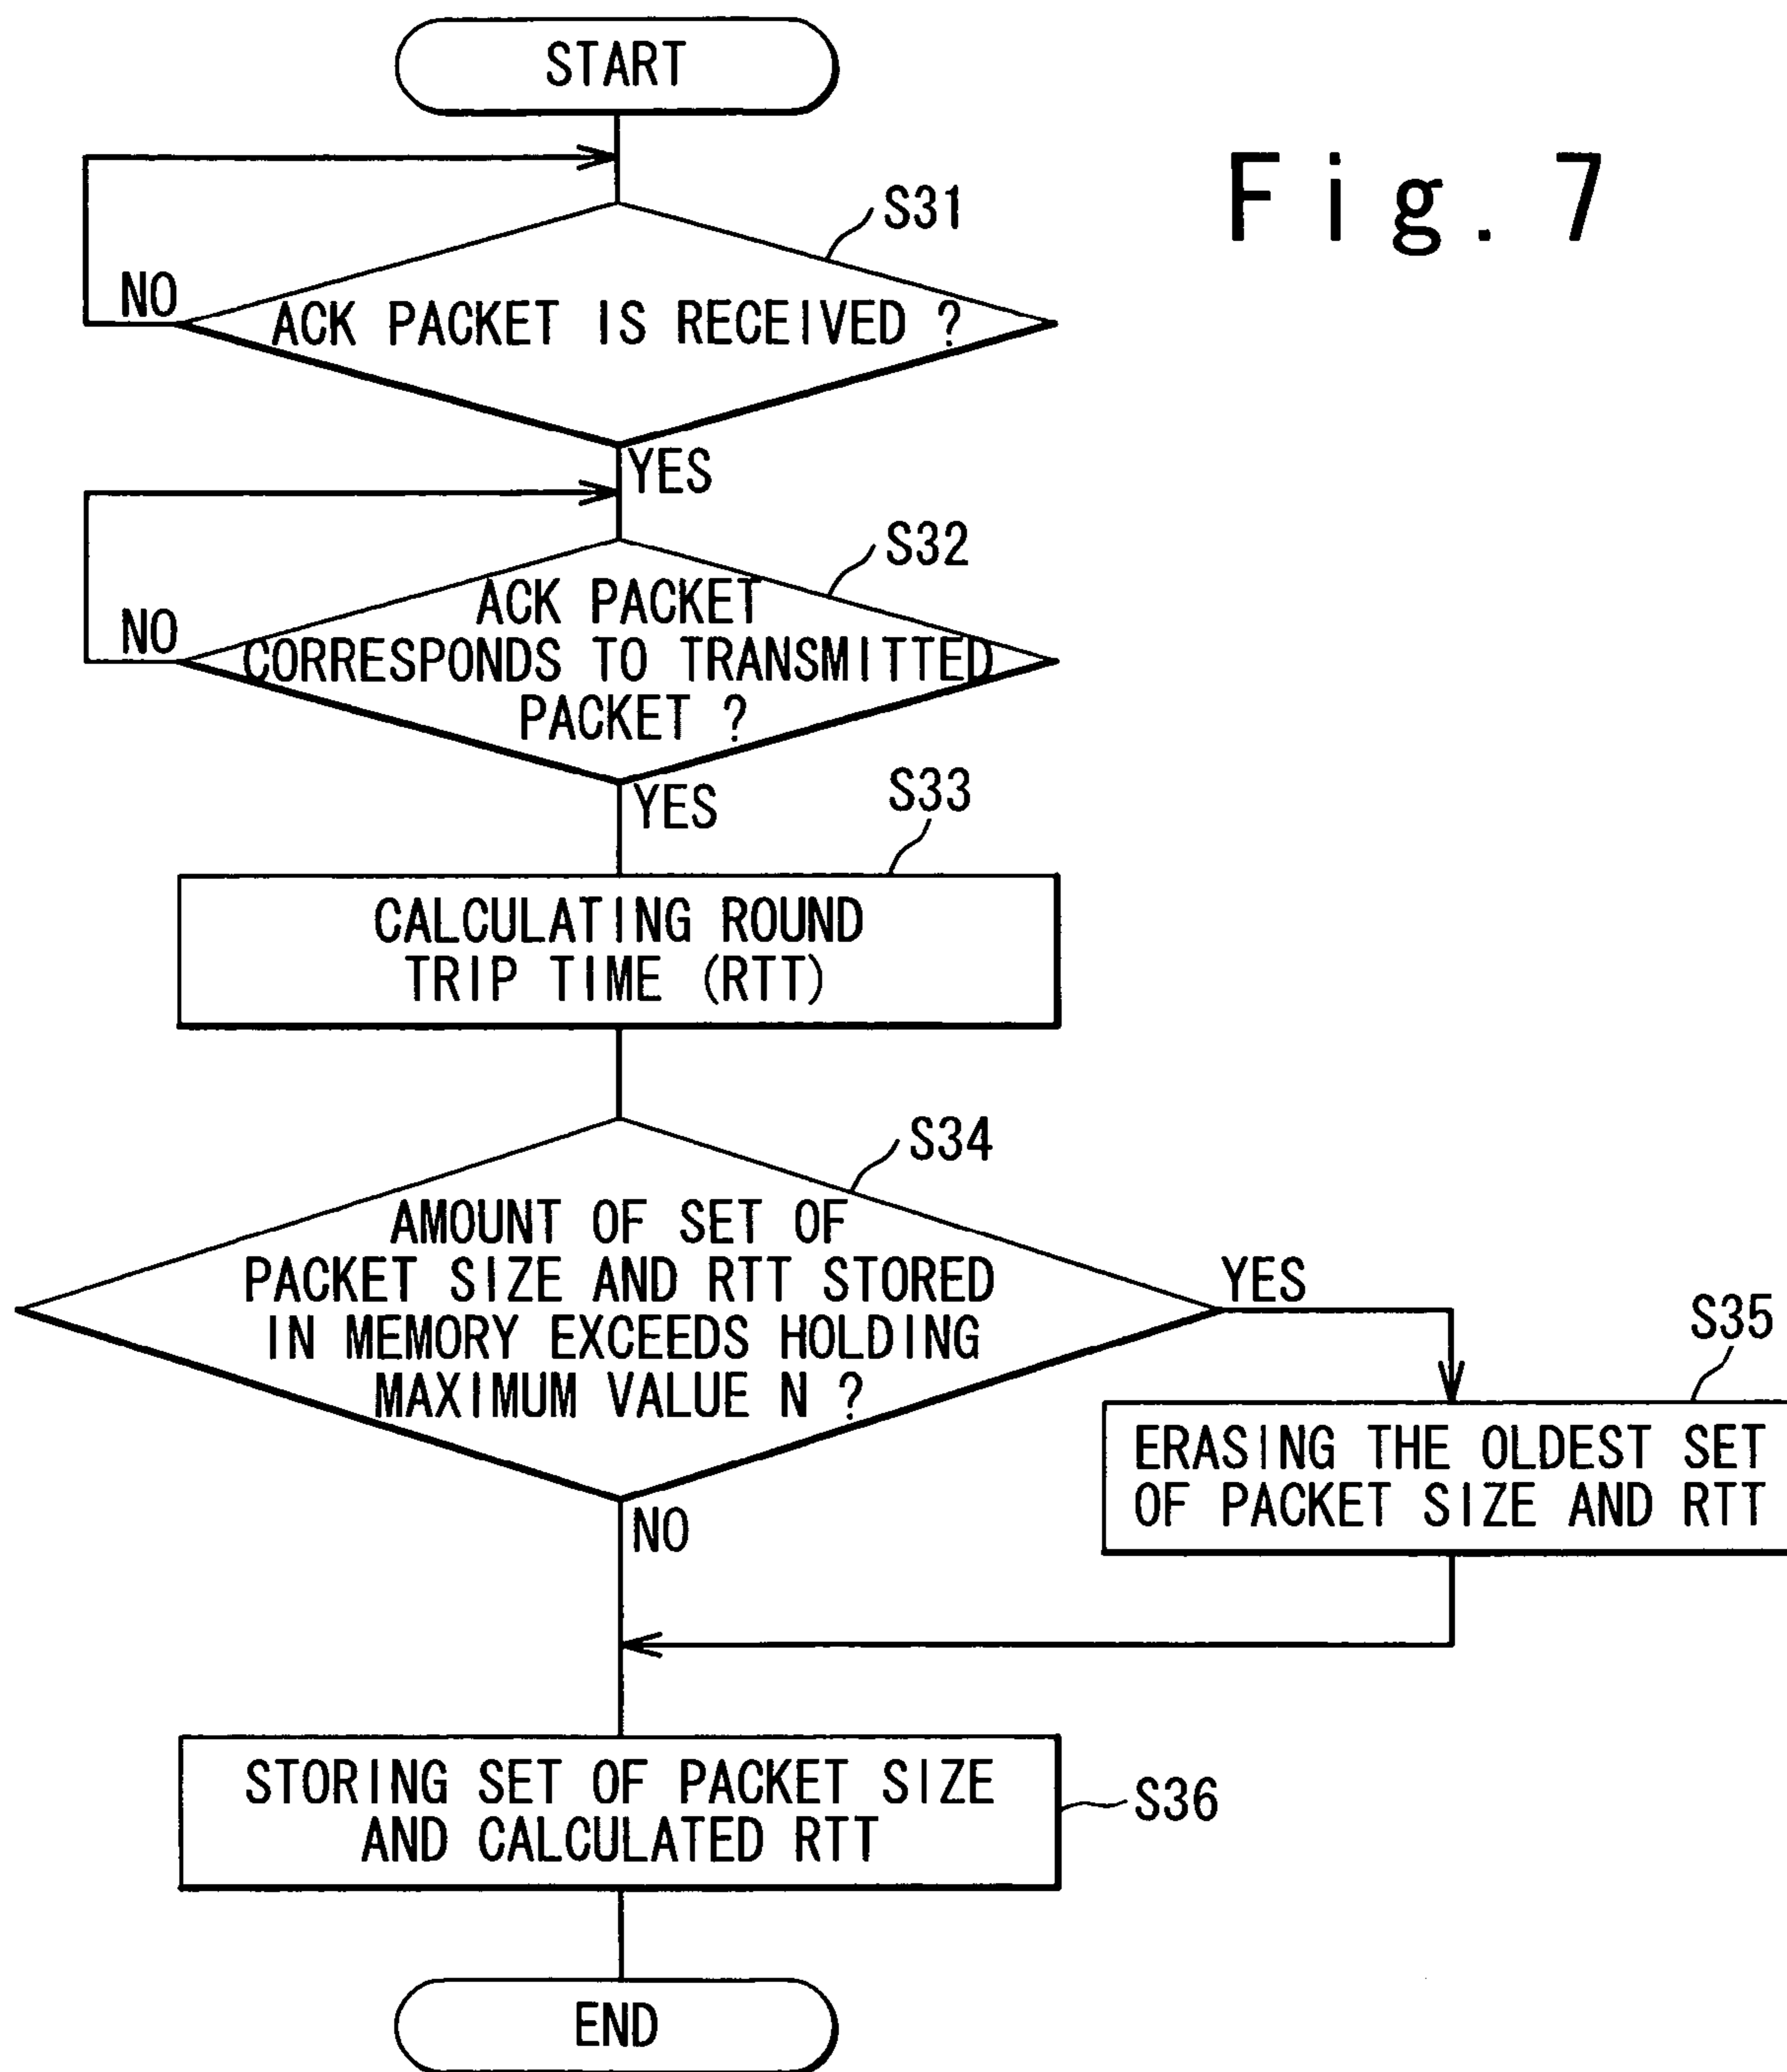 START
Fig. 7
S31
NO
ACK PACKET IS RECEIVED ?
YES
S32
NO
ACK PACKET
CORRESPONDS TO TRANSMITTED
PACKET ?
YES
S33
CALCULATING ROUND
TRIP TIME (RTT)
S34
AMOUNT OF SET OF
PACKET SIZE AND RTT STORED
IN MEMORY EXCEEDS HOLDING
MAXIMUM VALUE N ?
YES
S35
ERASING THE OLDEST SET
OF PACKET SIZE AND RTT
NO
STORING SET OF PACKET SIZE
AND CALCULATED RTT
S36
END